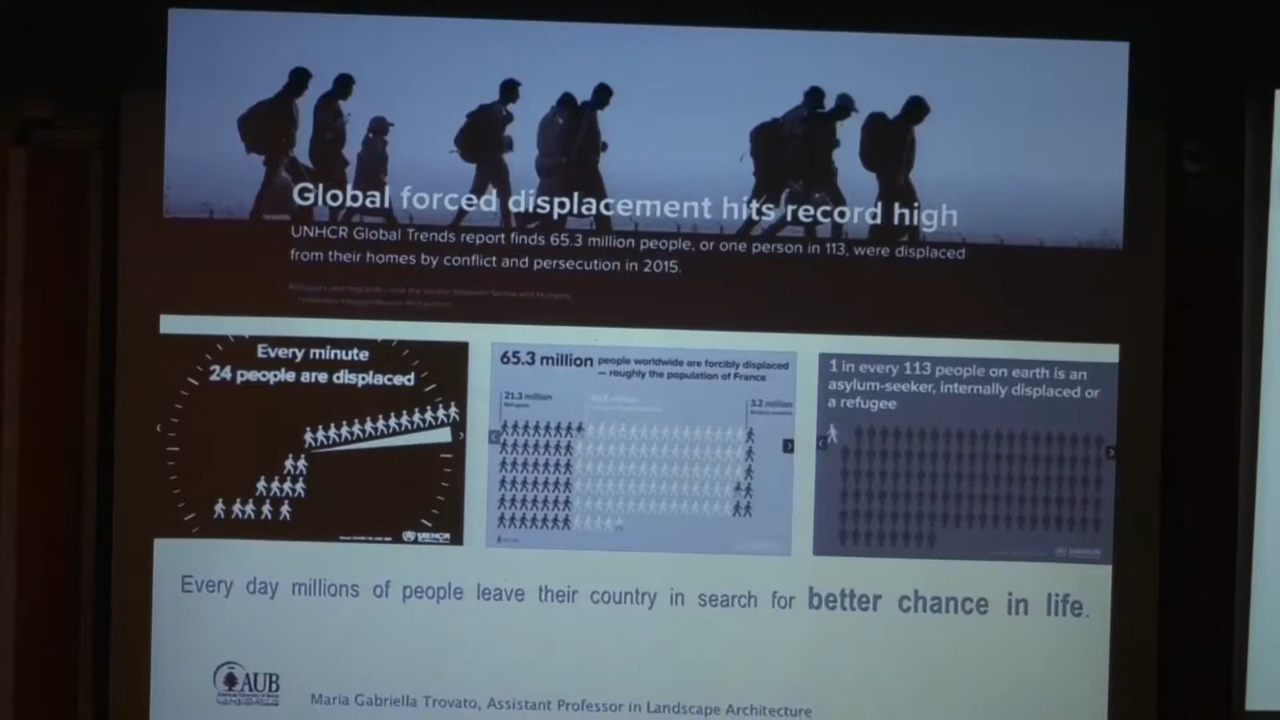 Global forced displacement hits record high
UNHCR Global Trends report finds 65.3 million people, or one person in 113, were displaced
from their homes by conflict and persecution in 2015.
Every minute
24 people are displaced
UNHCR
65.3 million people worldwide are forcibly displaced
— roughly the population of France
21.3 million
3.2 million
1 in every 113 people on earth is an
asylum-seeker, internally displaced or
a refugee
UNHCR
Every day millions of people leave their country in search for better chance in life.
AUB
Maria Gabriella Trovato, Assistant Professor in Landscape Architecture